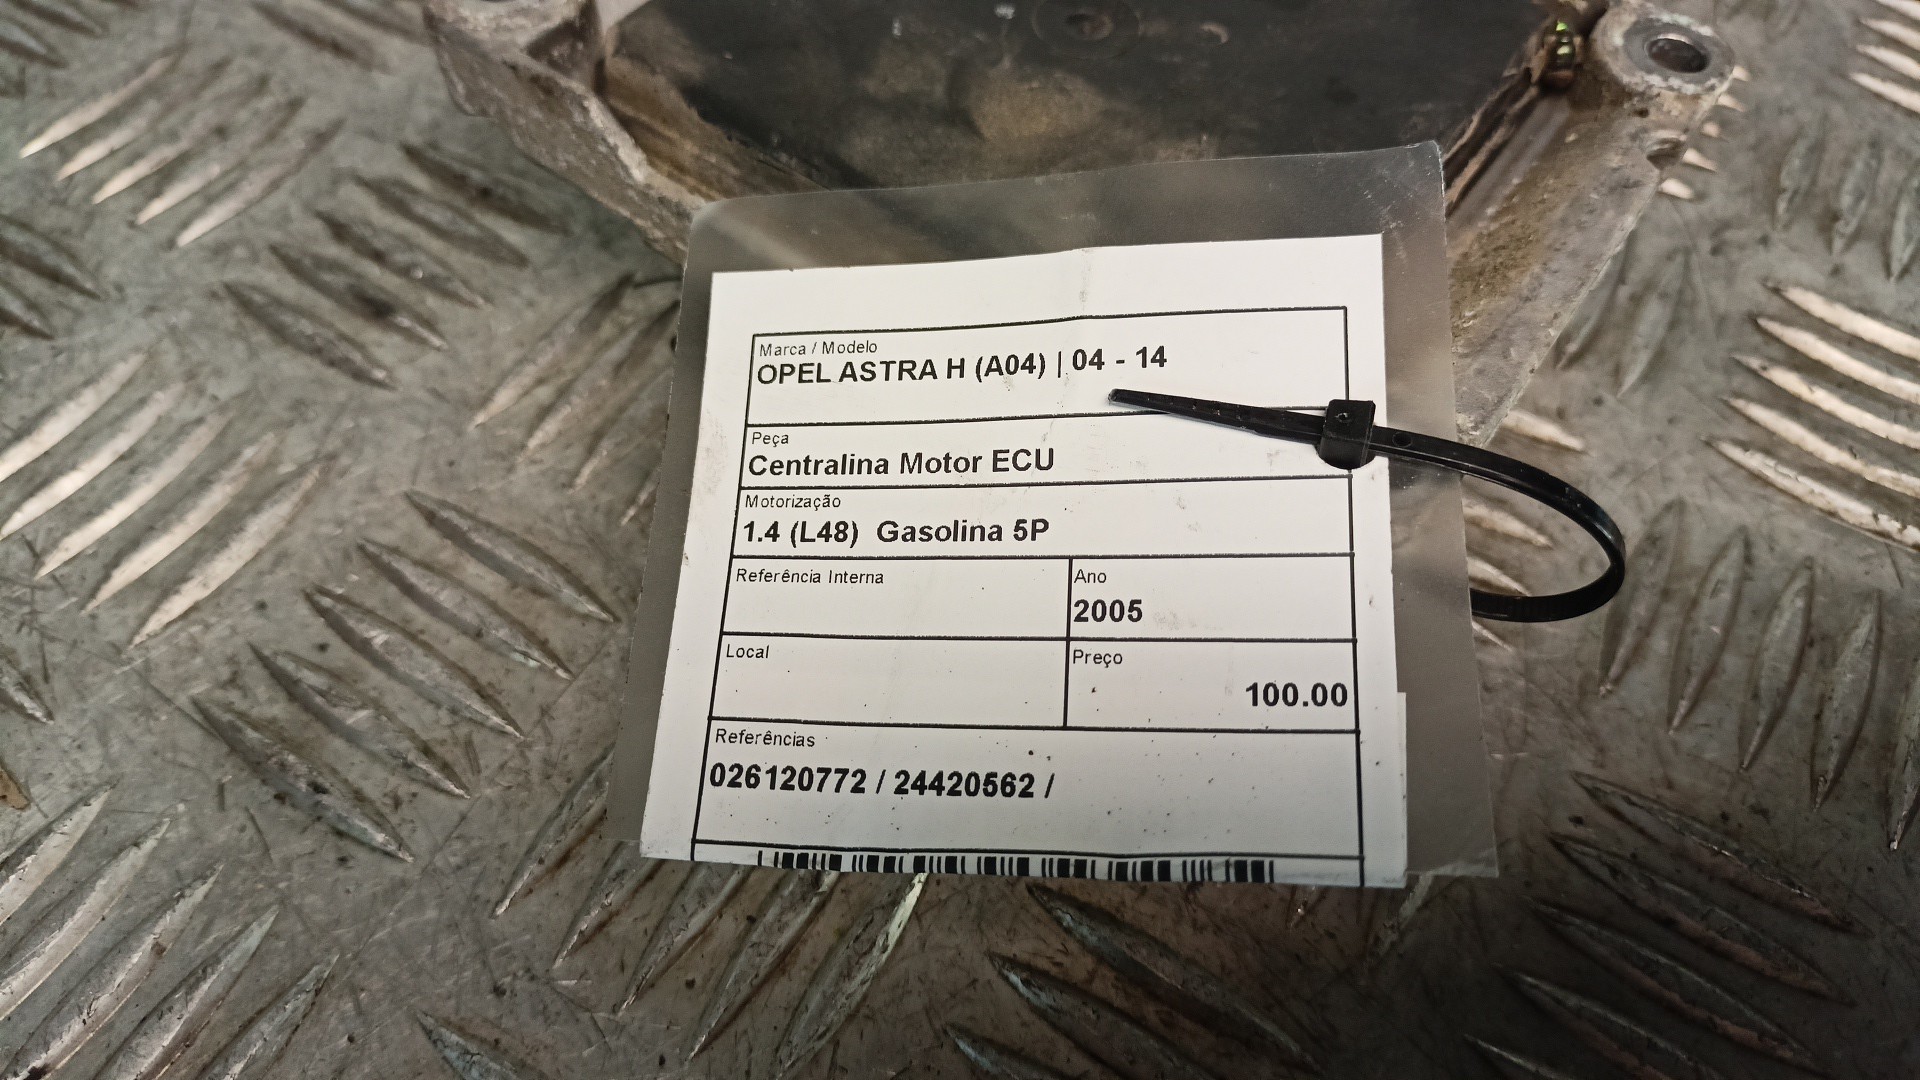 Marca / Modelo
OPEL ASTRA H (A04) | 04 - 14
Peça
Centralina Motor ECU
Motorização
1.4 (L48) Gasolina 5P
Referência Interna
Ano
2005
Local
Preço
100.00
Referências
026120772 / 24420562 /